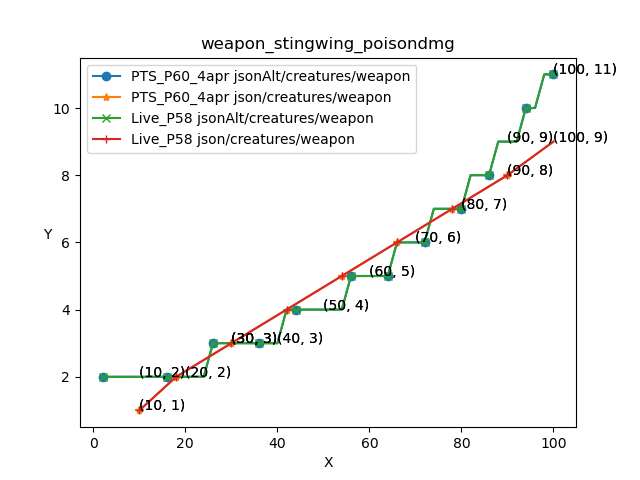 weapon_stingwing_poisondmg
PTS_P60_4apr jsonAlt/creatures/weapon
PTS_P60_4apr json/creatures/weapon
Live_P58 jsonAlt/creatures/weapon
Live_P58 json/creatures/weapon
Y
10
8
6
4
2
(100, 11)
(90, 9)(100, 9)
(90, 8)
(80, 7)
(70, 6)
(60, 5)
(50, 4)
(30, 3)(40, 3)
(10, 2)(20, 2)
(10, 1)
0 20 40 60 80 100
X